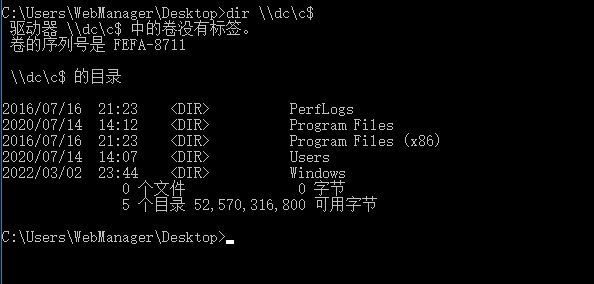 C:\Users\WebManager\Desktop>dir \\dc\c$
 驱动器 \\dc\c$ 中的卷没有标签。
 卷的序列号是 FEFA-8711

 \\dc\c$ 的目录

2016/07/16  21:23    <DIR>          PerfLogs
2020/07/14  14:12    <DIR>          Program Files
2016/07/16  21:23    <DIR>          Program Files (x86)
2020/07/14  14:07    <DIR>          Users
2022/03/02  23:44    <DIR>          Windows
               0 个文件              0 字节
               5 个目录 52,570,316,800 可用字节

C:\Users\WebManager\Desktop>